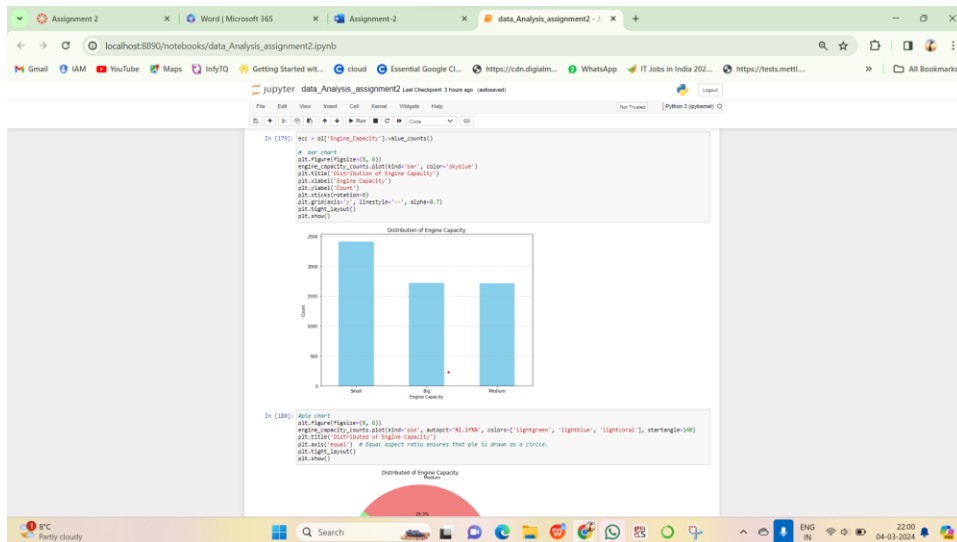 Assignment 2
Word | Microsoft 365
Assignment-2
data_Analysis_assignment2 - J
localhost:8890/notebooks/data_Analysis_assignment2.ipynb
Gmail
IAM
YouTube
Maps
InfyTQ
Getting Started wit...
cloud
Essential Google Cl...
https://cdn.digialm...
WhatsApp
IT Jobs in India 202...
https://tests.mettl...
All Bookmarks
jupyter data_Analysis_assignment2 Last Checkpoint 3 hours ago (autosaved)
Logout
File Edit View Insert Cell Kernel Widgets Help
Not Trusted
Python 3 (ipykernel)
Run
Code
In [179]: ecc = q1['Engine_Capacity'].value_counts()
# bar chart
plt.figure(figsize=(8, 6))
engine_capacity_counts.plot(kind='bar', color='skyblue')
plt.title('Distribution of Engine Capacity')
plt.xlabel('Engine Capacity')
plt.ylabel('Count')
plt.xticks(rotation=0)
plt.grid(axis='y', linestyle='--', alpha=0.7)
plt.tight_layout()
plt.show()
Distribution of Engine Capacity
2500
2000
1500
1000
500
0
Count
Small
Big
Medium
Engine Capacity
In [180]: #pie chart
plt.figure(figsize=(8, 6))
engine_capacity_counts.plot(kind='pie', autopct='%1.1f%%', colors=['lightgreen', 'lightblue', 'lightcoral'], startangle=140)
plt.title('Distributed of Engine Capacity')
plt.axis('equal') # Equal aspect ratio ensures that pie is drawn as a circle.
plt.tight_layout()
plt.show()
Distributed of Engine Capacity
Medium
8°C
Partly cloudy
Search
ENG
IN
22:00
04-03-2024